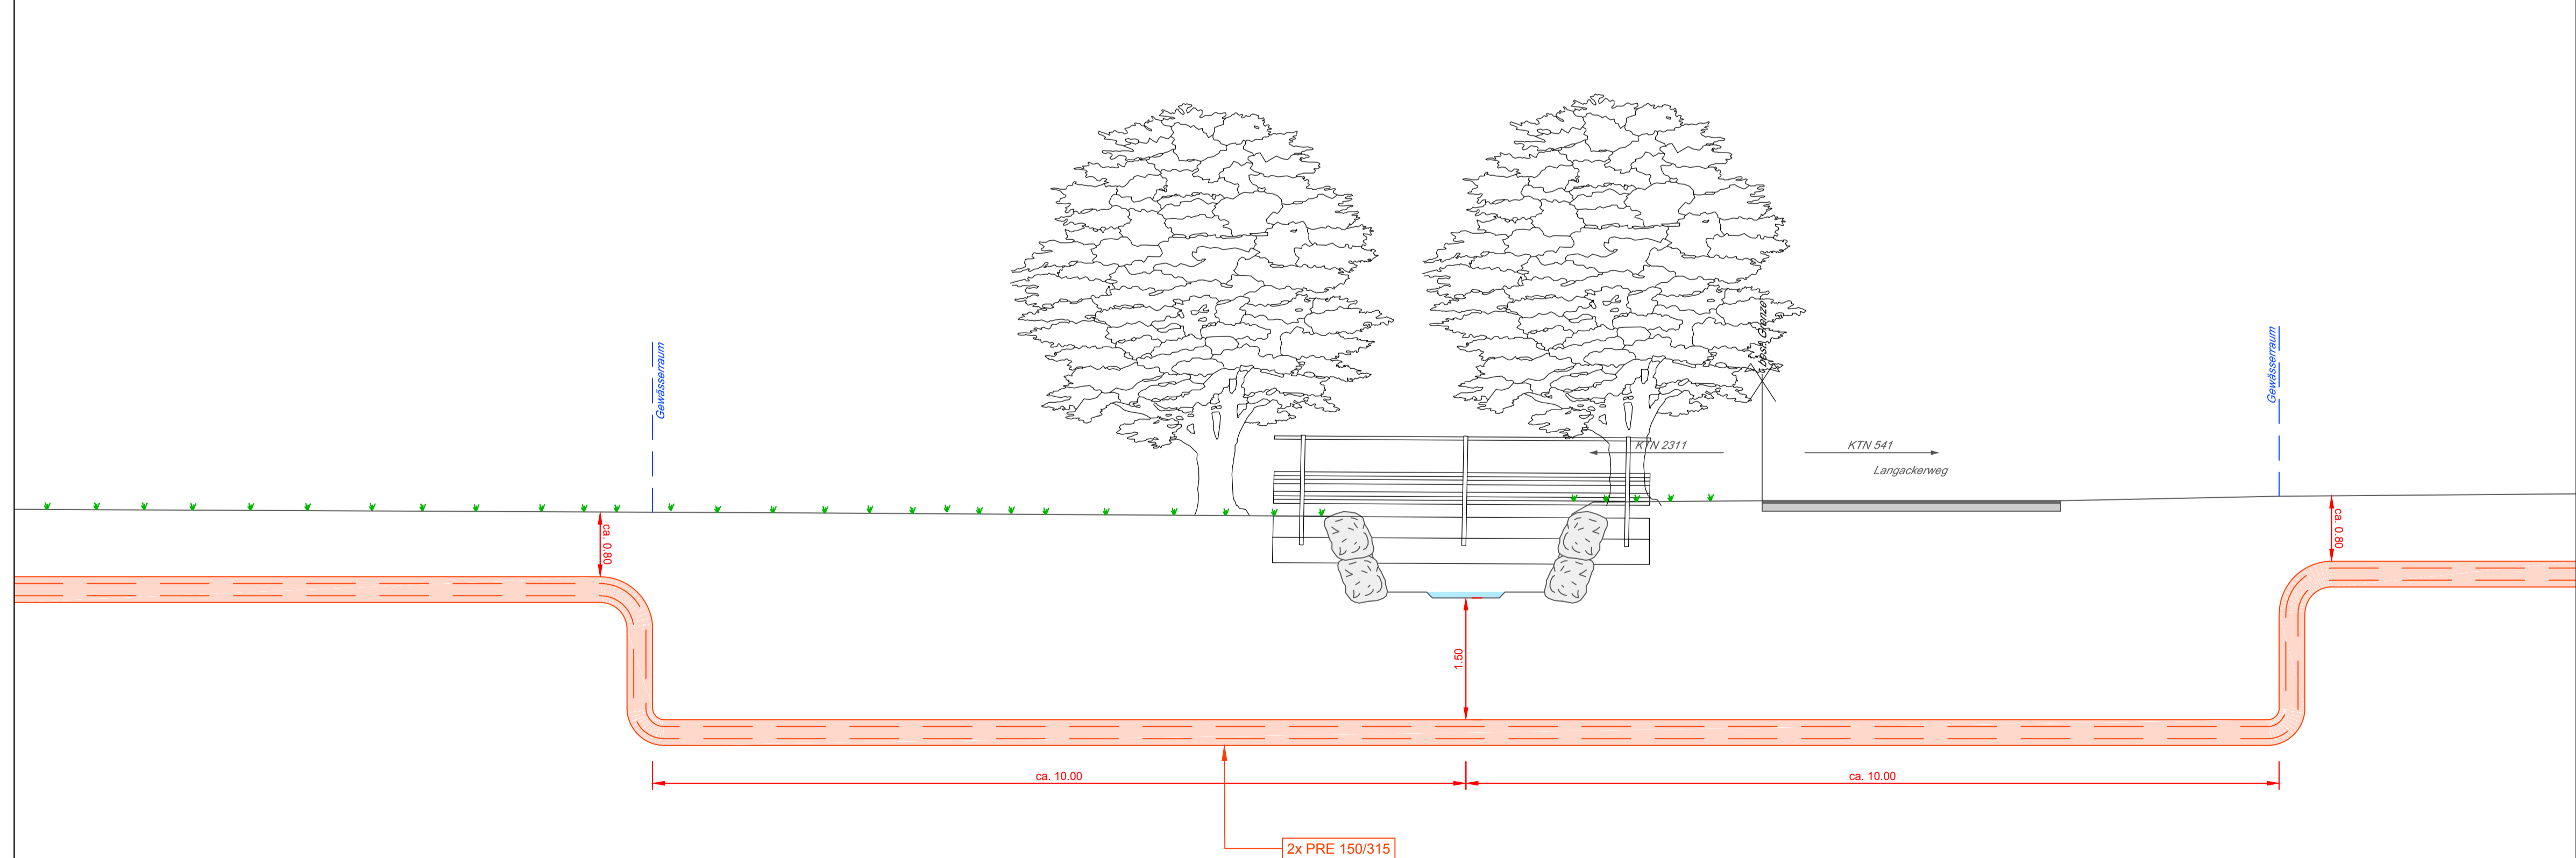 Gewässerraum
Gewässerraum
KTN 2311
KTN 541
Langackerweg
ca. 0.80
ca. 0.80
1.50
ca. 10.00
ca. 10.00
2x PRE 150/315